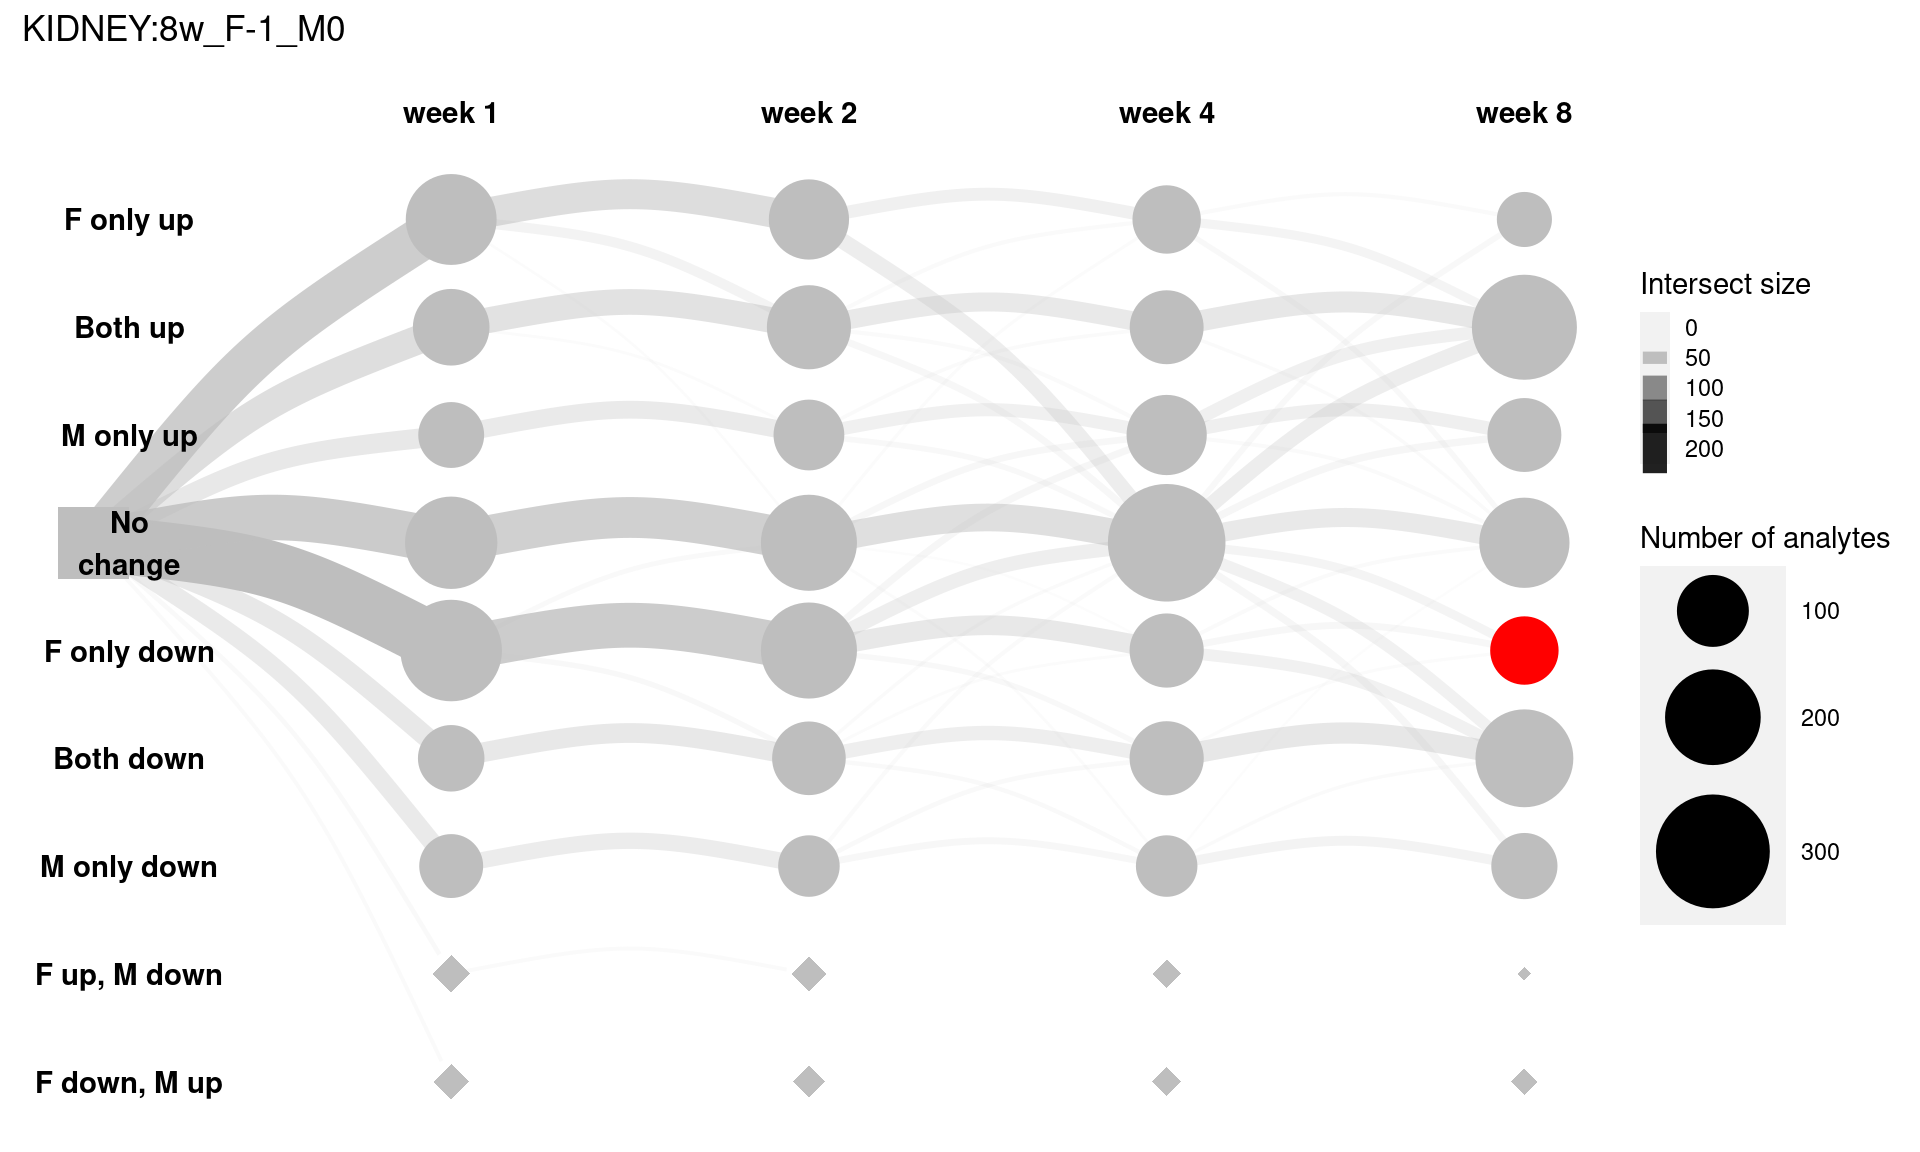 KIDNEY:8w_F-1_M0
week 1
week 2
week 4
week 8
F only up
Both up
M only up
No
change
F only down
Both down
M only down
F up, M down
F down, M up
Intersect size
0
50
100
150
200
Number of analytes
100
200
300